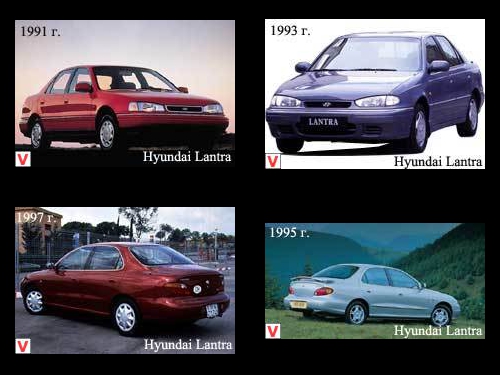 1991 г.
V
Hyundai Lantra
1993 г.
LANTRA
V
Hyundai Lantra
1997 г.
V
Hyundai Lantra
1995 г.
V
Hyundai Lantra